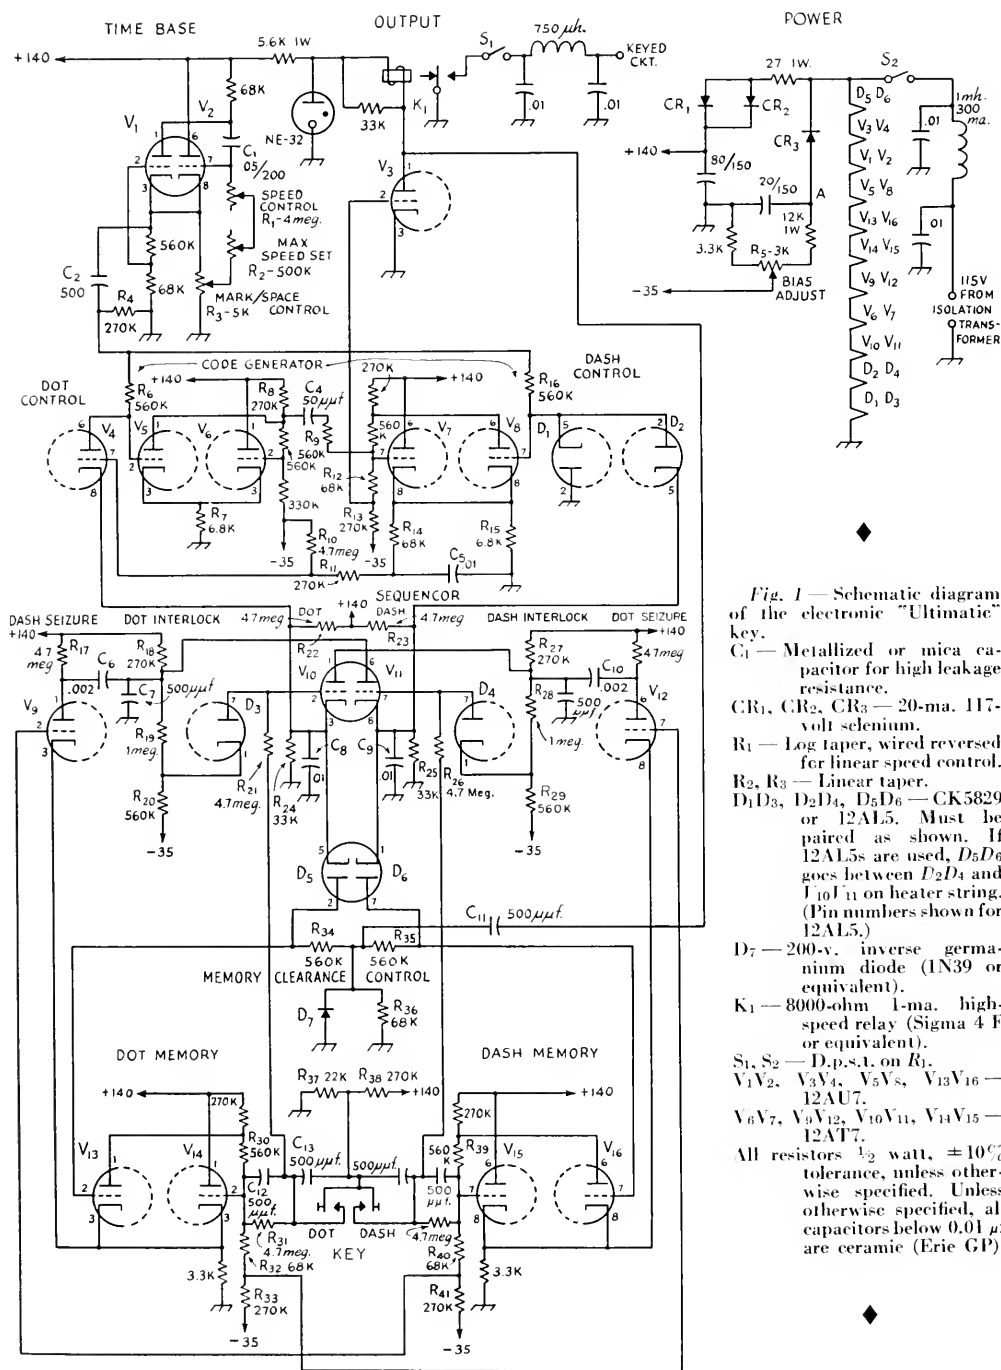 TIME BASE
OUTPUT
POWER
+140
5.6K 1W
68K
V1
V2
C1
.05/200
NE-32
33K
K1
S1
750 µh.
KEYED
CKT.
.01
.01
V3
SPEED
CONTROL
R1-4meg.
MAX
SPEED SET
R2-500K
560K
68K
C2
500
R4
270K
MARK/SPACE
CONTROL
R3-5K
27 1W.
S2
CR1
CR2
CR3
+140
80/150
20/150
A
12K
1W
3.3K
R5-3K
BIAS
ADJUST
-35
D5 D6
V3 V4
V1 V2
V5 V8
V13 V16
V14 V15
V9 V12
V6 V7
V10 V11
D2 D4
D1 D3
1mh.
300
ma.
.01
.01
115V
FROM
ISOLATION
TRANS-
FORMER
CODE GENERATOR
DOT
CONTROL
DASH
CONTROL
+140
R6
560K
R8
270K
C4
50µµf
270K
+140
R16
560K
V4
V5
V6
R9
560K
560K
560
K
V7
V8
D1
D2
R12
68K
R7
6.8K
330K
-35
R10
4.7meg
R13
270K
-35
R14
68K
R15
6.8K
R11
270K
C5
.01
SEQUENCOR
DASH SEIZURE
DOT INTERLOCK
4.7
meg
DOT
+140
DASH
R22
R23
4.7
meg
DASH INTERLOCK
DOT SEIZURE
+140
R17
4.7
meg
R18
270K
C6
.002
C7
500µµf
V9
R19
1meg
R20
560K
-35
D3
V10
V11
D4
R21
4.7meg
R24
33K
C8
.01
C9
.01
R25
33K
R26
4.7 Meg.
R27
270K
+140
4.7meg
C10
.002
R28
500
µµf
1meg
V12
R29
560K
-35
D5
D6
C11
500µµf.
R34
560K
R35
560K
MEMORY CLEARANCE CONTROL
D7
R36
68K
DOT MEMORY
DASH MEMORY
R37 22K
R38 270K
+140
+140
+140
270K
R30
560K
C13
500µµf.
500µµf.
270K
R39
560
K
V13
V14
V15
V16
C12
500
µµf
500
µµf
R31
4.7meg.
DOT
DASH
KEY
4.7meg
R40
68K
R32 68K
3.3K
R33
270K
-35
R41
270K
-35
3.3K
Fig. 1 — Schematic diagram
of the electronic "Ultimatic"
key.
C1 — Metallized or mica ca-
pacitor for high leakage
resistance.
CR1, CR2, CR3 — 20-ma. 117-
volt selenium.
R1 — Log taper, wired reversed
for linear speed control.
R2, R3 — Linear taper.
D1D3, D2D4, D5D6 — CK5829
or 12AL5. Must be
paired as shown. If
12AL5s are used, D5D6
goes between D2D4 and
V10V11 on heater string.
(Pin numbers shown for
12AL5.)
D7 — 200-v. inverse germa-
nium diode (1N39 or
equivalent).
K1 — 8000-ohm 1-ma. high-
speed relay (Sigma 4 F
or equivalent).
S1, S2 — D.p.s.t. on R1.
V1V2, V3V4, V5V8, V13V16 —
12AU7.
V6V7, V9V12, V10V11, V14V15 —
12AT7.
All resistors ½ watt, ±10%
tolerance, unless other-
wise specified. Unless
otherwise specified, al
capacitors below 0.01 µ
are ceramic (Erie GP)